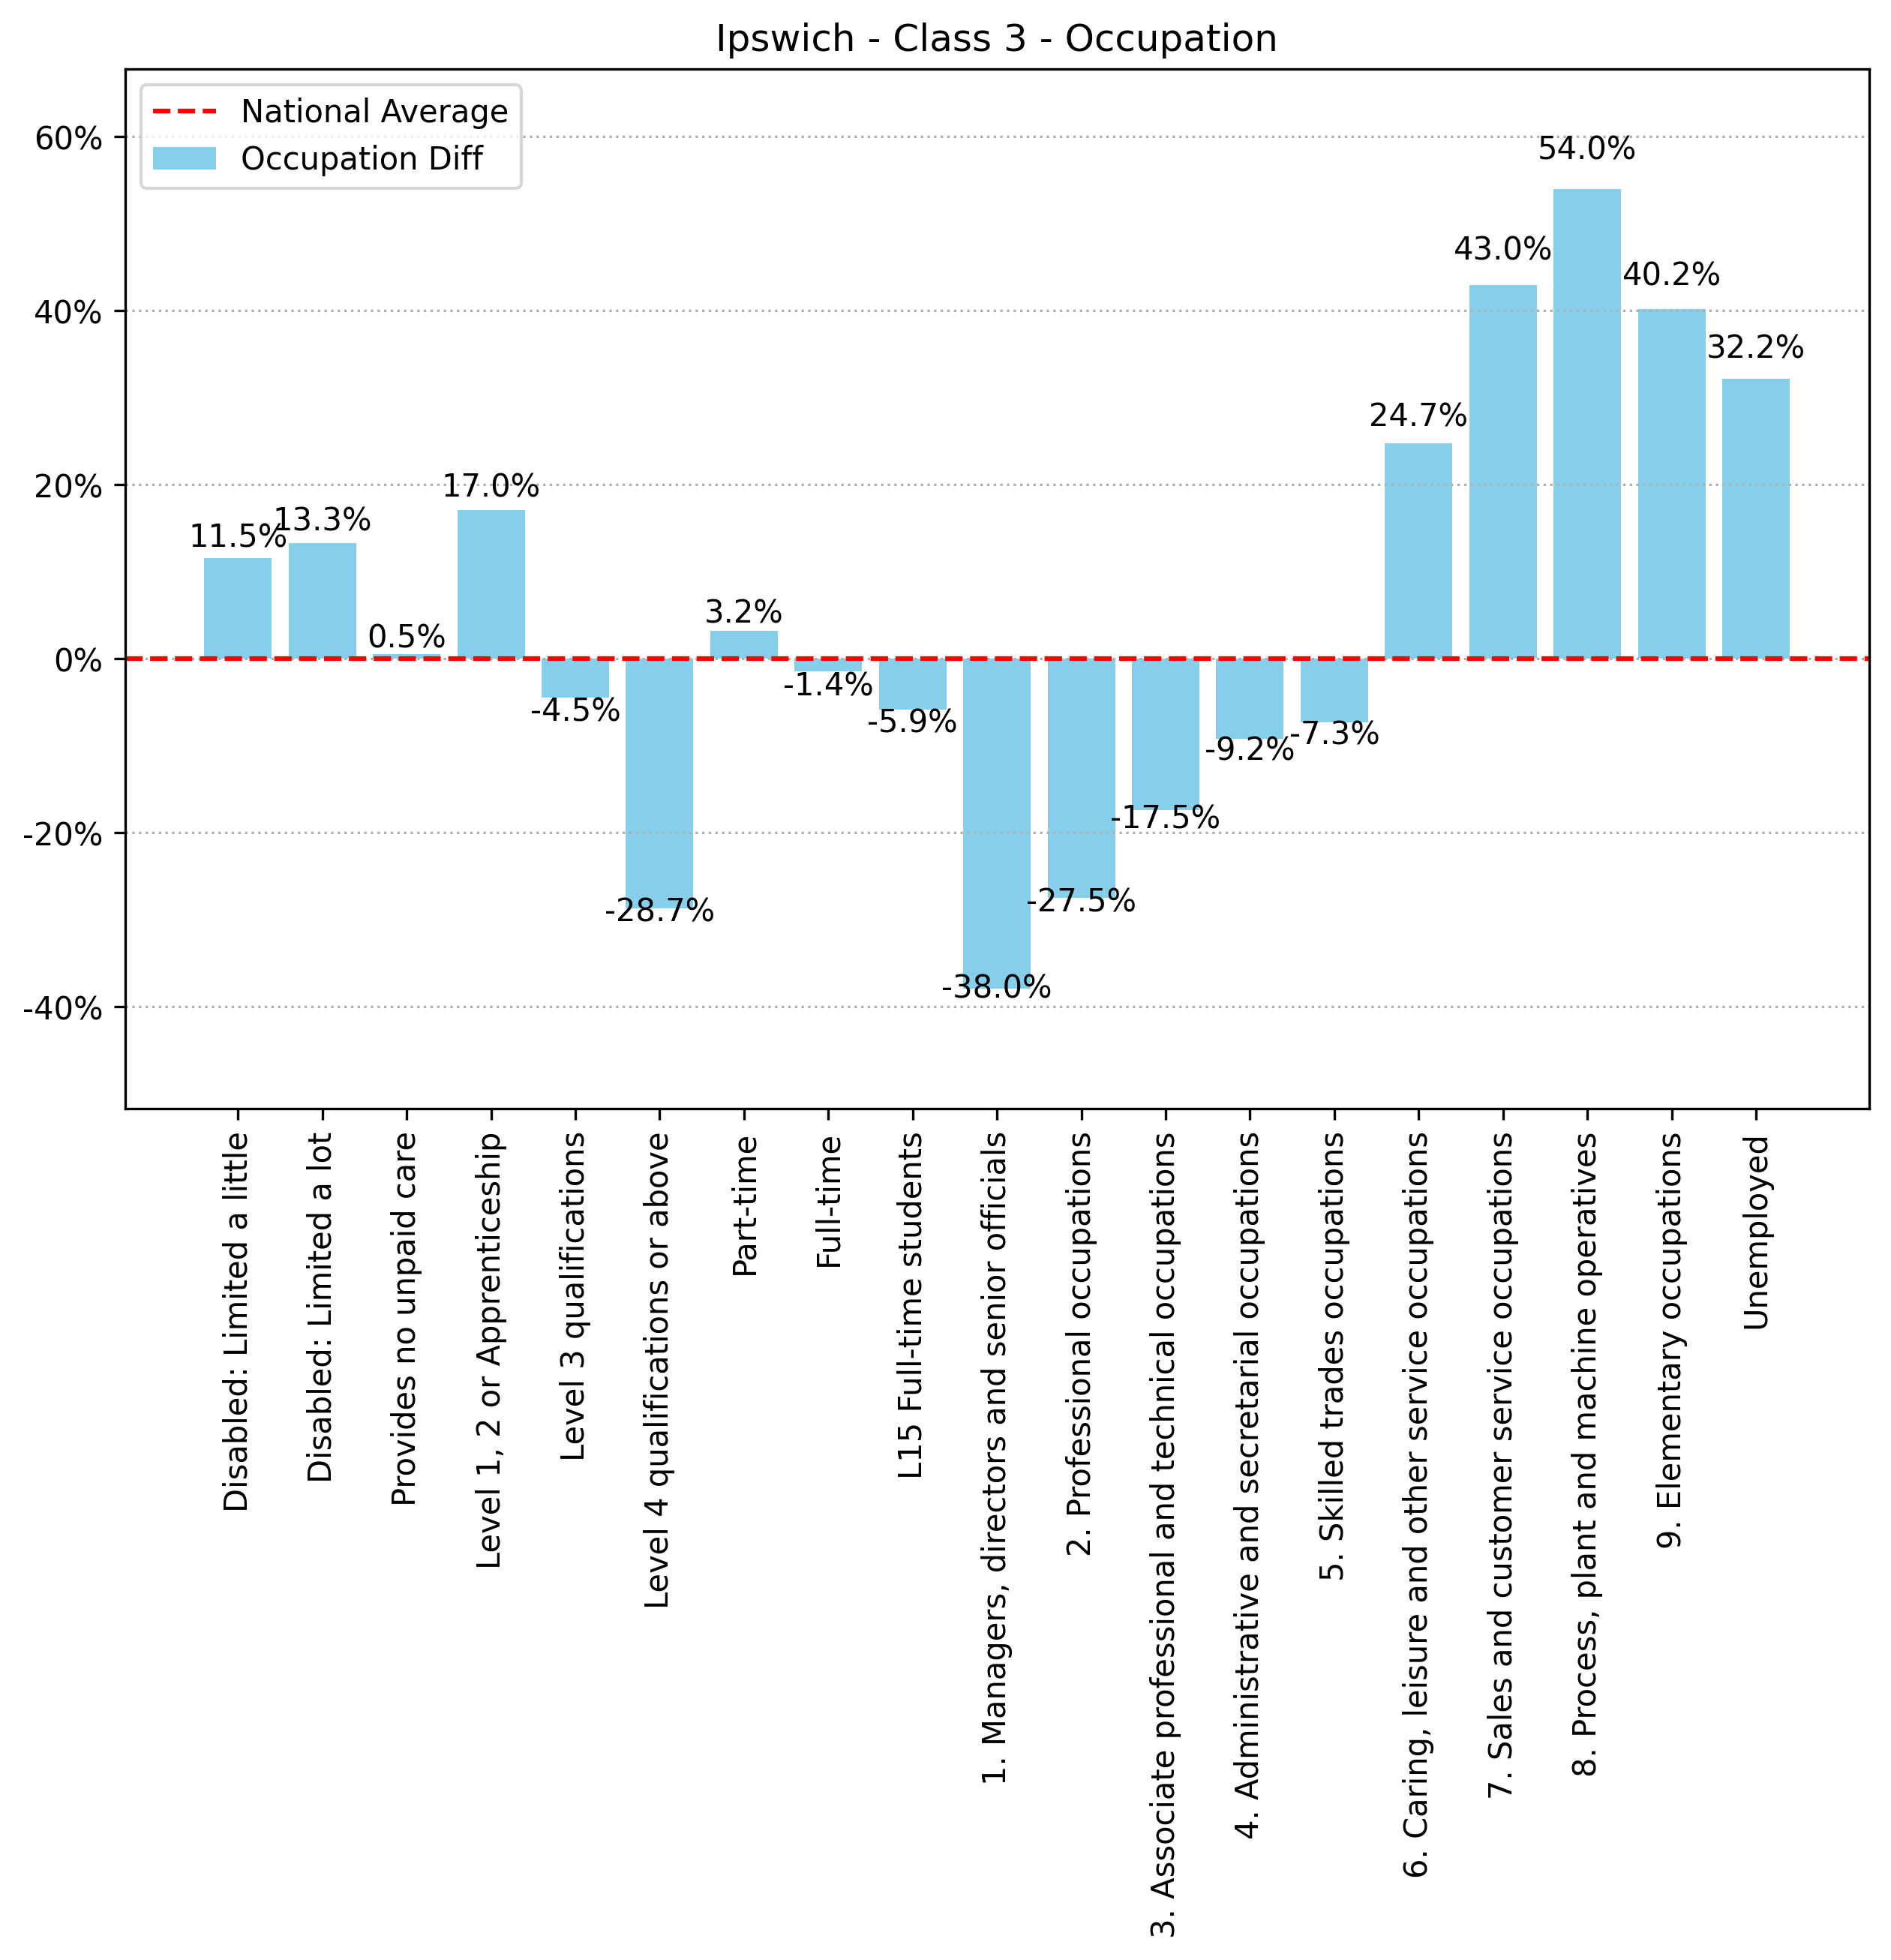 Ipswich - Class 3 - Occupation
National Average
Occupation Diff
60%
40%
20%
0%
-20%
-40%
11.5%
13.3%
0.5%
17.0%
-4.5%
-28.7%
3.2%
-1.4%
-5.9%
-38.0%
-27.5%
-17.5%
-9.2%
-7.3%
24.7%
43.0%
54.0%
40.2%
32.2%
Disabled: Limited a little
Disabled: Limited a lot
Provides no unpaid care
Level 1, 2 or Apprenticeship
Level 3 qualifications
Level 4 qualifications or above
Part-time
Full-time
L15 Full-time students
1. Managers, directors and senior officials
2. Professional occupations
3. Associate professional and technical occupations
4. Administrative and secretarial occupations
5. Skilled trades occupations
6. Caring, leisure and other service occupations
7. Sales and customer service occupations
8. Process, plant and machine operatives
9. Elementary occupations
Unemployed